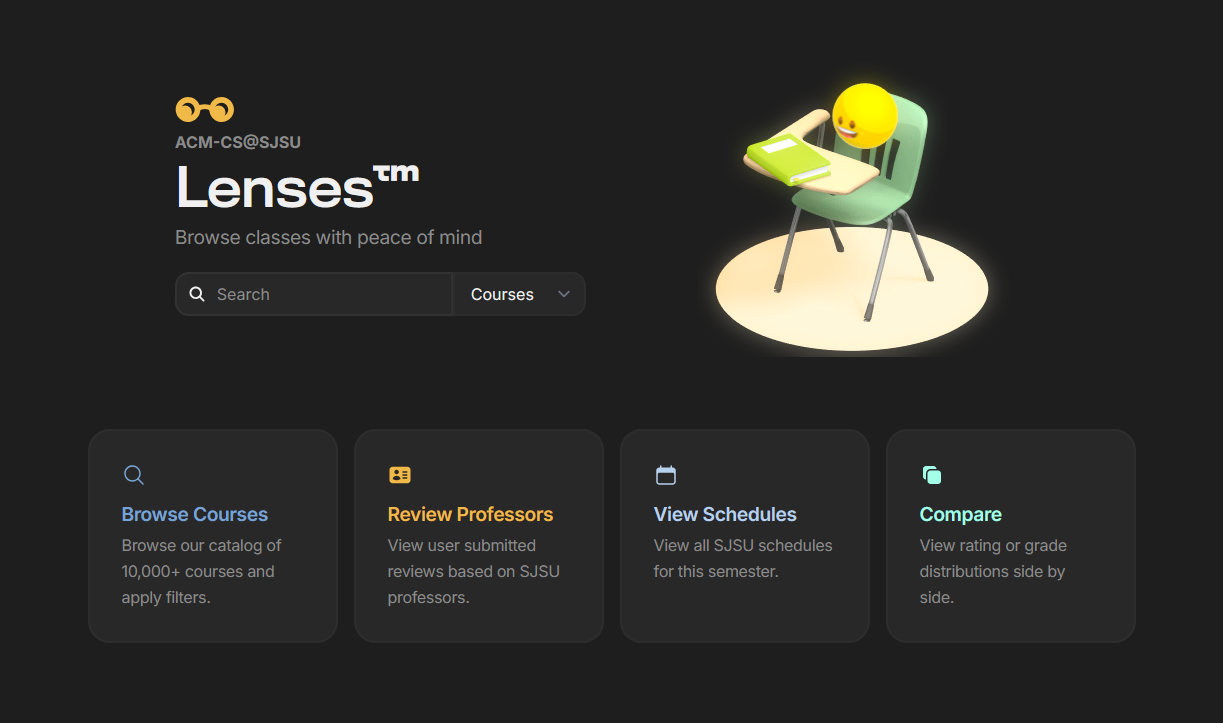 ACM-CS@SJSU
Lenses™
Browse classes with peace of mind
Search
Courses
Browse Courses
Browse our catalog of
10,000+ courses and
apply filters.
Review Professors
View user submitted
reviews based on SJSU
professors.
View Schedules
View all SJSU schedules
for this semester.
Compare
View rating or grade
distributions side by
side.